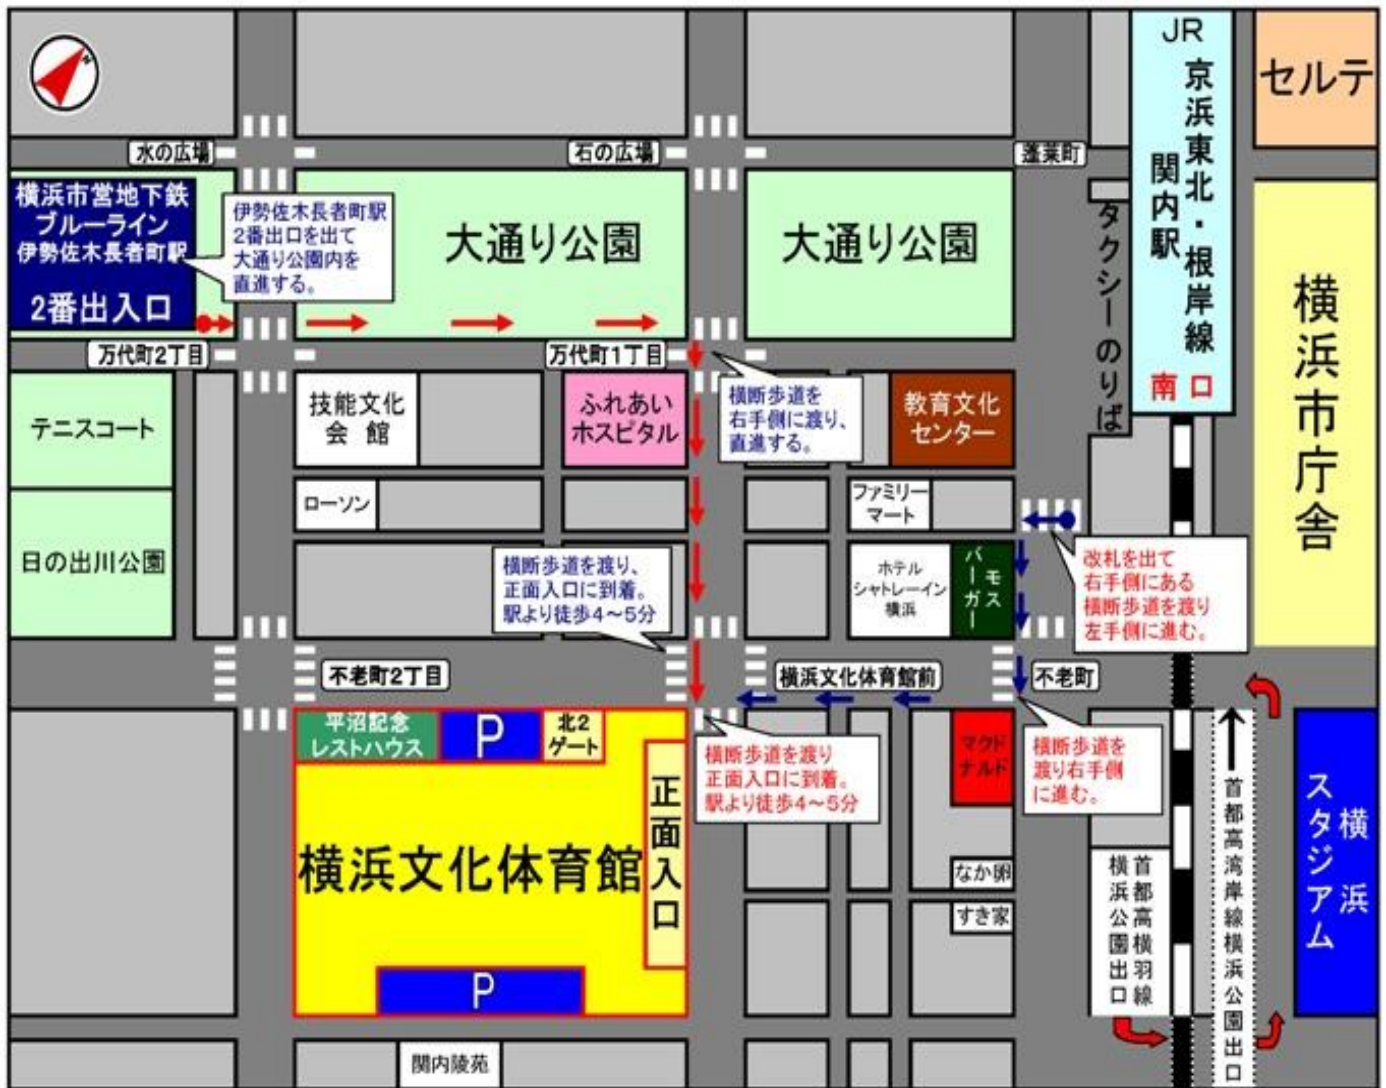 N
JR
京浜東北・根岸線
関内駅
南口
セルテ
水の広場
石の広場
蓬莱町
横浜市営地下鉄
ブルーライン
伊勢佐木長者町駅
2番出入口
伊勢佐木長者町駅
2番出口を出て
大通り公園内を
直進する。
大通り公園
大通り公園
タクシーのりば
横浜市庁舎
万代町2丁目
万代町1丁目
テニスコート
技能文化
会 館
ふれあい
ホスピタル
横断歩道を
右手側に渡り、
直進する。
教育文化
センター
ローソン
ファミリー
マート
日の出川公園
横断歩道を渡り、
正面入口に到着。
駅より徒歩4～5分
ホテル
シャトレーイン
横浜
モス
バーガー
改札を出て
右手側にある
横断歩道を渡り
左手側に進む。
不老町2丁目
横浜文化体育館前
不老町
平沼記念
レストハウス
P
北2
ゲート
正面入口
横浜文化体育館
P
横断歩道を渡り
正面入口に到着。
駅より徒歩4～5分
マクド
ナルド
横断歩道を
渡り右手側
に進む。
なか卯
すき家
首都高横羽線
横浜公園出口
首都高湾岸線横浜公園出口
横浜
スタジアム
関内陵苑